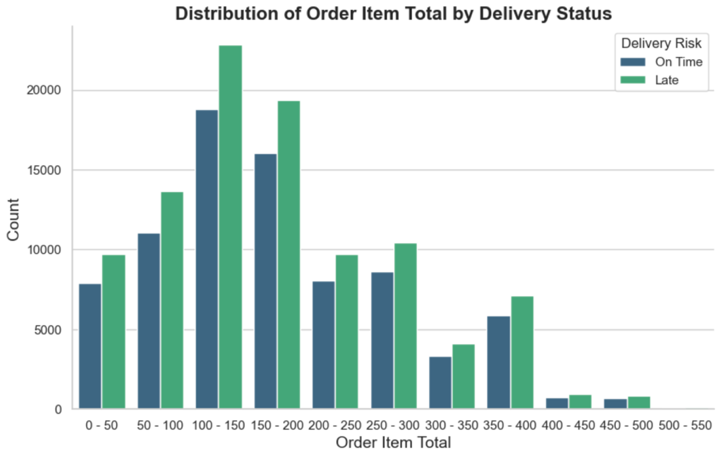 Distribution of Order Item Total by Delivery Status
Delivery Risk
On Time
Late
Count
20000
15000
10000
5000
0
0 - 50 50 - 100 100 - 150 150 - 200 200 - 250 250 - 300 300 - 350 350 - 400 400 - 450 450 - 500 500 - 550
Order Item Total